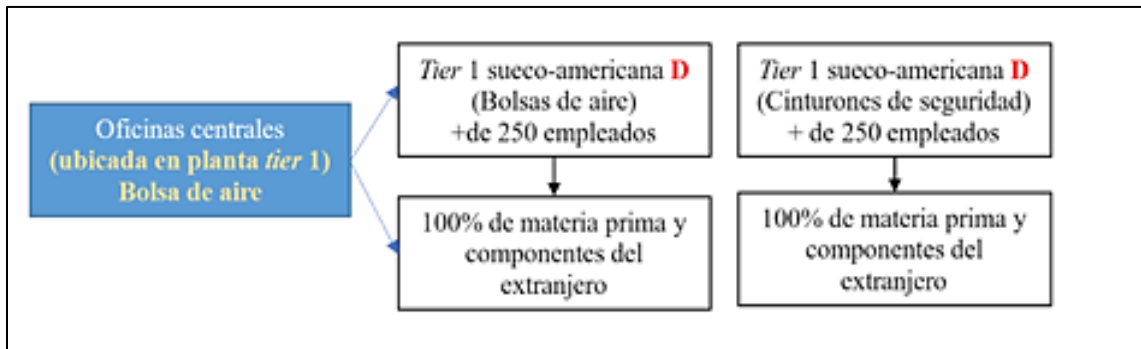 Oficinas centrales
(ubicada en planta tier 1)
Bolsa de aire
Tier 1 sueco-americana D
(Bolsas de aire)
+de 250 empleados
100% de materia prima y
componentes del
extranjero
Tier 1 sueco-americana D
(Cinturones de seguridad)
+ de 250 empleados
100% de materia prima y
componentes del
extranjero